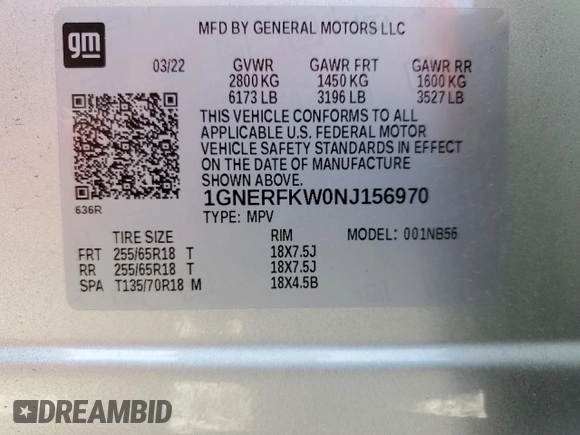 gm
MFD BY GENERAL MOTORS LLC
03/22 GVWR GAWR FRT GAWR RR
2800 KG 1450 KG 1600 KG
6173 LB 3196 LB 3527 LB
THIS VEHICLE CONFORMS TO ALL
APPLICABLE U.S. FEDERAL MOTOR
VEHICLE SAFETY STANDARDS IN EFFECT
ON THE DATE OF MANUFACTURE
SHOWN ABOVE.
636R
1GNERFKW0NJ156970
TYPE: MPV
TIRE SIZE RIM MODEL: 001NB56
FRT 255/65R18 T 18X7.5J
RR 255/65R18 T 18X7.5J
SPA T135/70R18 M 18X4.5B
DREAMBID